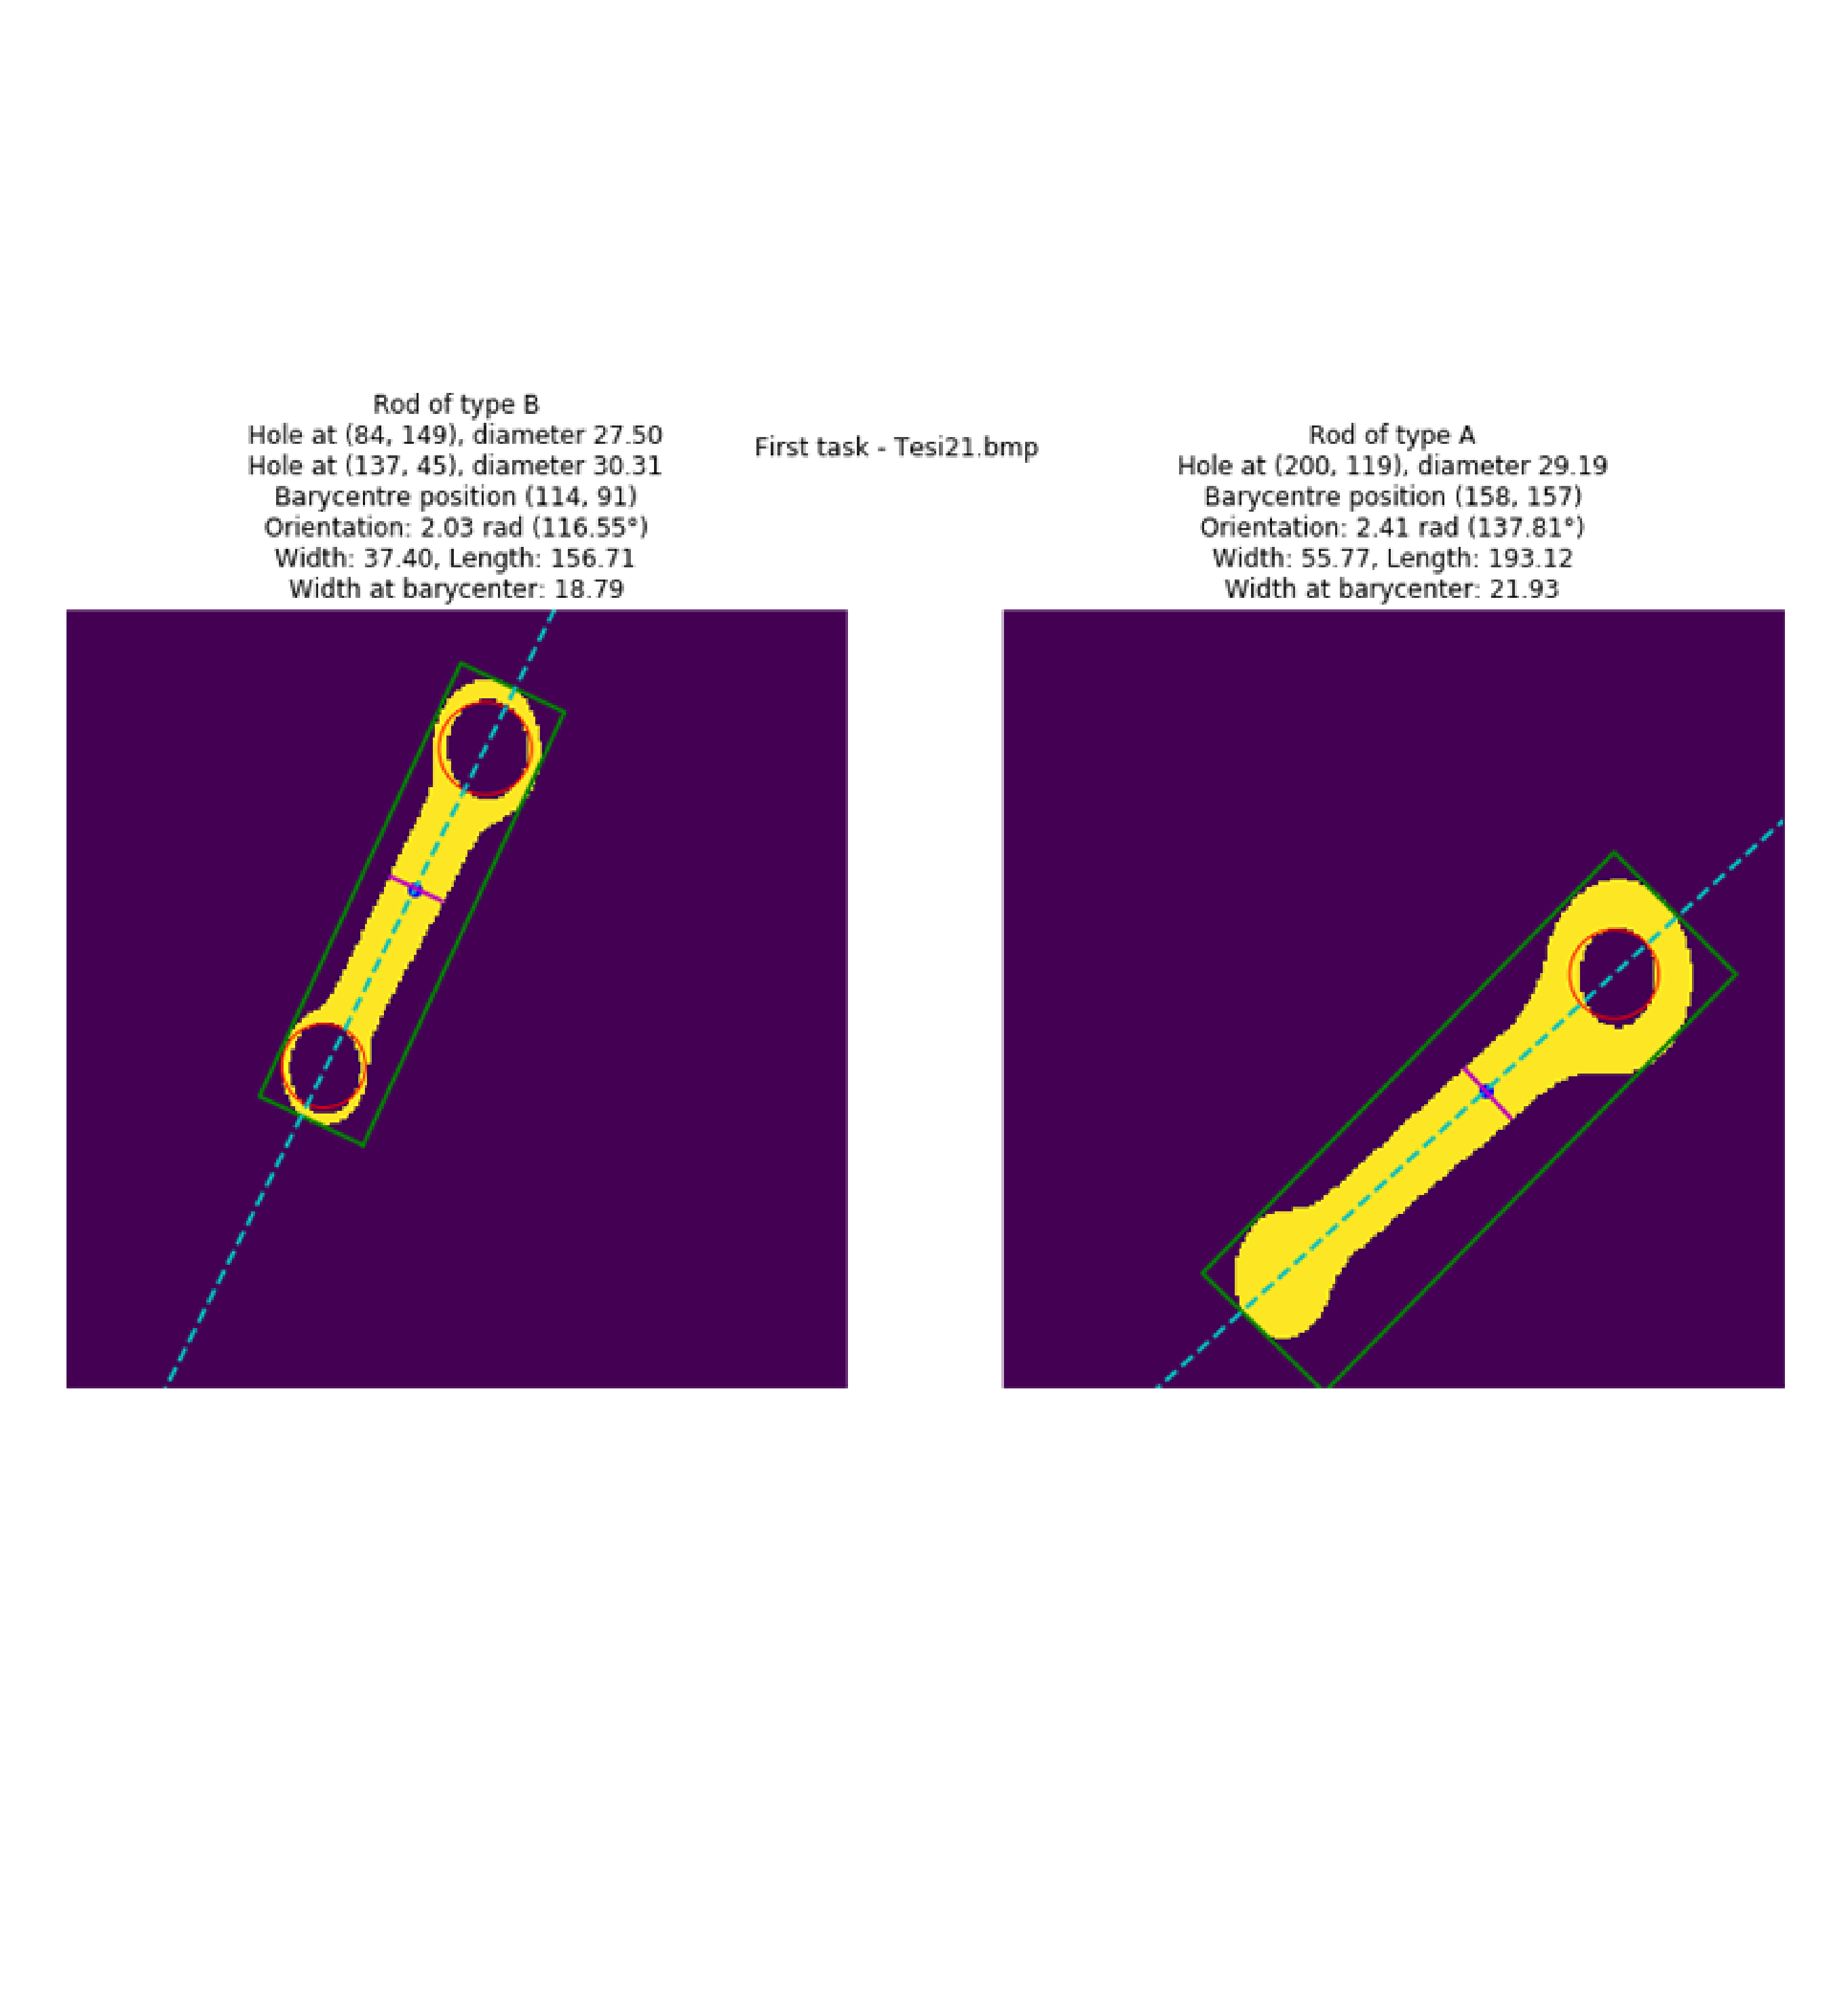 First task - Tesi21.bmp
Rod of type B
Hole at (84, 149), diameter 27.50
Hole at (137, 45), diameter 30.31
Barycentre position (114, 91)
Orientation: 2.03 rad (116.55°)
Width: 37.40, Length: 156.71
Width at barycenter: 18.79
Rod of type A
Hole at (200, 119), diameter 29.19
Barycentre position (158, 157)
Orientation: 2.41 rad (137.81°)
Width: 55.77, Length: 193.12
Width at barycenter: 21.93